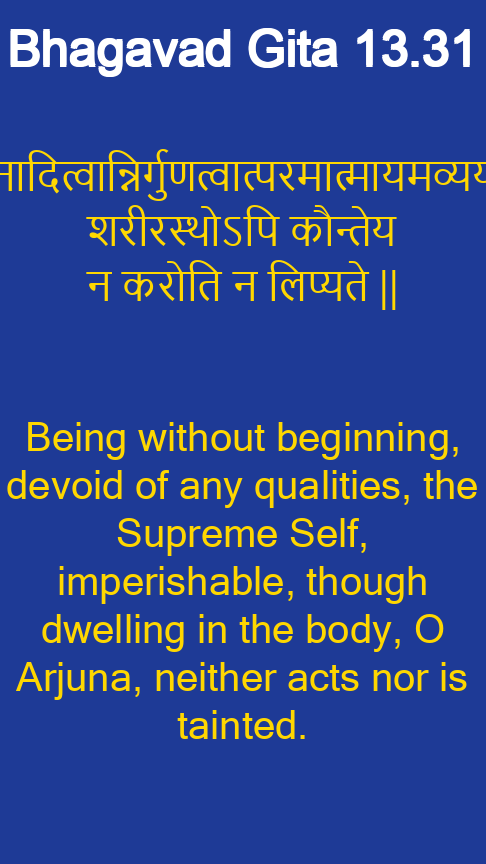 Bhagavad Gita 13.31
नादित्वान्निर्गुणत्वात्परमात्मायमव्यय
शरीरस्थोऽपि कौन्तेय
न करोति न लिप्यते ||
Being without beginning,
devoid of any qualities, the
Supreme Self,
imperishable, though
dwelling in the body, O
Arjuna, neither acts nor is
tainted.